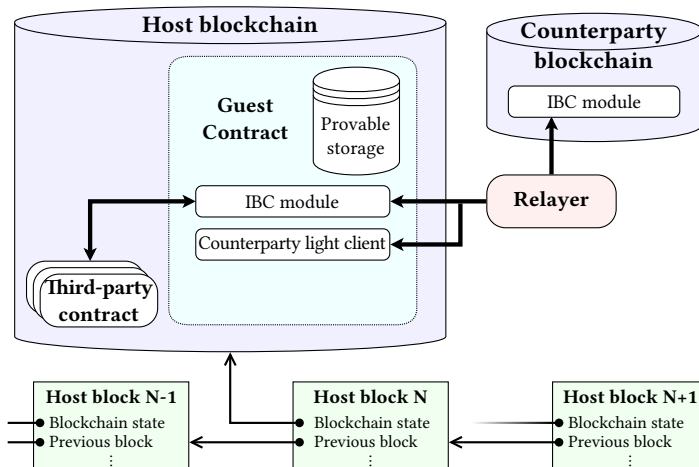 Host blockchain
Counterparty
blockchain
IBC module
Guest
Contract
Provable
storage
IBC module
Relayer
Counterparty light client
Third-party
contract
Host block N-1
Blockchain state
Previous block
⋮
Host block N
Blockchain state
Previous block
⋮
Host block N+1
Blockchain state
Previous block
⋮